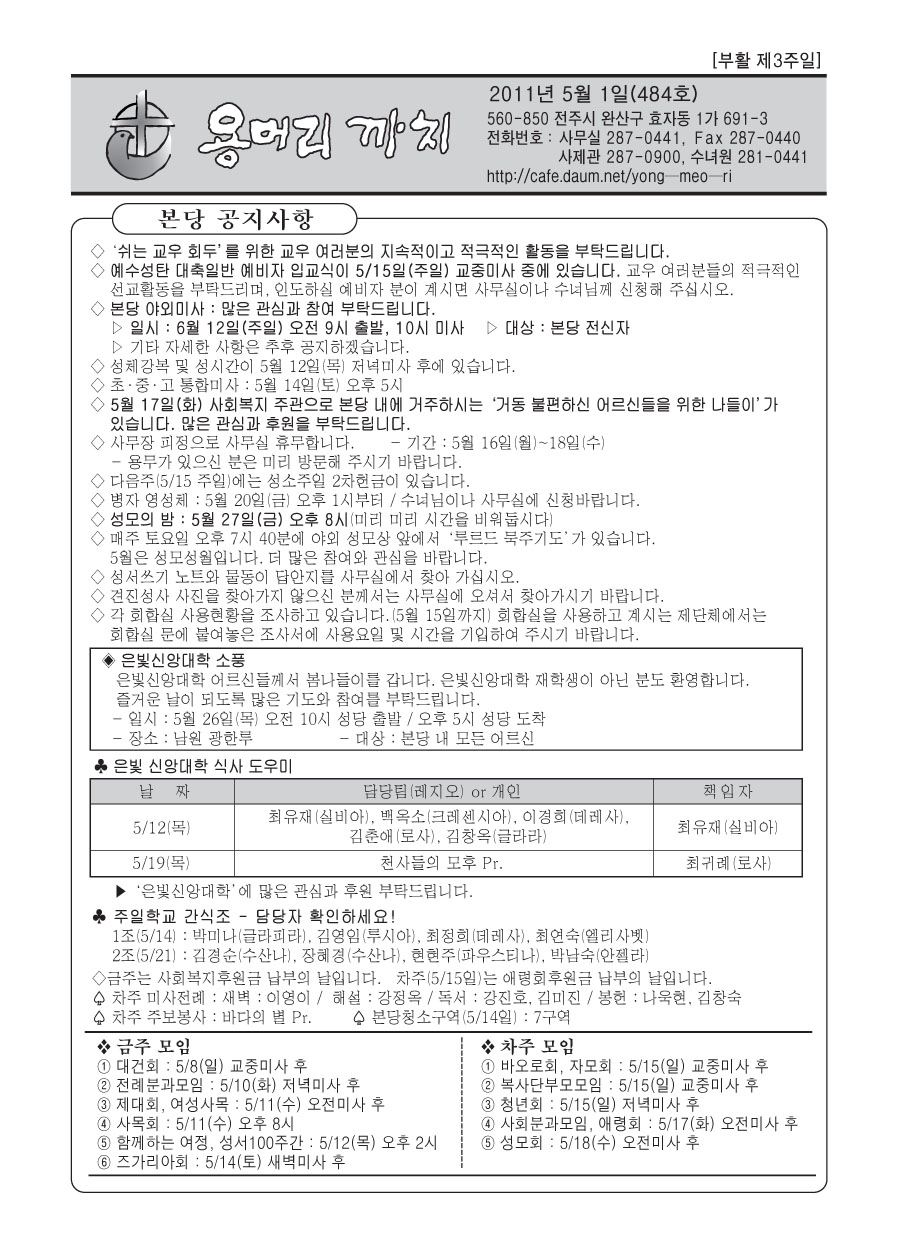 [부활 제3주일]
용머리 까치
2011년 5월 1일(484호)
560-850 전주시 완산구 효자동 1가 691-3
전화번호 : 사무실 287-0441, Fax 287-0440
사제관 287-0900, 수녀원 281-0441
http://cafe.daum.net/yong—meo—ri
본당 공지사항
◇ ‘쉬는 교우 회두’를 위한 교우 여러분의 지속적이고 적극적인 활동을 부탁드립니다.
◇ 예수성탄 대축일반 예비자 입교식이 5/15일(주일) 교중미사 중에 있습니다. 교우 여러분들의 적극적인
선교활동을 부탁드리며, 인도하실 예비자 분이 계시면 사무실이나 수녀님께 신청해 주십시오.
◇ 본당 야외미사 : 많은 관심과 참여 부탁드립니다.
▷ 일시 : 6월 12일(주일) 오전 9시 출발, 10시 미사 ▷ 대상 : 본당 전신자
▷ 기타 자세한 사항은 추후 공지하겠습니다.
◇ 성체강복 및 성시간이 5월 12일(목) 저녁미사 후에 있습니다.
◇ 초·중·고 통합미사 : 5월 14일(토) 오후 5시
◇ 5월 17일(화) 사회복지 주관으로 본당 내에 거주하시는 ‘거동 불편하신 어르신들을 위한 나들이’가
있습니다. 많은 관심과 후원을 부탁드립니다.
◇ 사무장 피정으로 사무실 휴무합니다. - 기간 : 5월 16일(월)~18일(수)
- 용무가 있으신 분은 미리 방문해 주시기 바랍니다.
◇ 다음주(5/15 주일)에는 성소주일 2차헌금이 있습니다.
◇ 병자 영성체 : 5월 20일(금) 오후 1시부터 / 수녀님이나 사무실에 신청바랍니다.
◇ 성모의 밤 : 5월 27일(금) 오후 8시(미리 미리 시간을 비워둡시다)
◇ 매주 토요일 오후 7시 40분에 야외 성모상 앞에서 ‘루르드 묵주기도’가 있습니다.
5월은 성모성월입니다. 더 많은 참여와 관심을 바랍니다.
◇ 성서쓰기 노트와 물동이 답안지를 사무실에서 찾아 가십시오.
◇ 견진성사 사진을 찾아가지 않으신 분께서는 사무실에 오셔서 찾아가시기 바랍니다.
◇ 각 회합실 사용현황을 조사하고 있습니다.(5월 15일까지) 회합실을 사용하고 계시는 제단체에서는
회합실 문에 붙여놓은 조사서에 사용요일 및 시간을 기입하여 주시기 바랍니다.
◈ 은빛신앙대학 소풍
은빛신앙대학 어르신들께서 봄나들이를 갑니다. 은빛신앙대학 재학생이 아닌 분도 환영합니다.
즐거운 날이 되도록 많은 기도와 참여를 부탁드립니다.
- 일시 : 5월 26일(목) 오전 10시 성당 출발 / 오후 5시 성당 도착
- 장소 : 남원 광한루 - 대상 : 본당 내 모든 어르신
♣ 은빛 신앙대학 식사 도우미
날 짜 담당팀(레지오) or 개인 책임자
5/12(목) 최유재(실비아), 백옥소(크레센시아), 이경희(데레사), 김춘애(로사), 김창옥(글라라) 최유재(실비아)
5/19(목) 천사들의 모후 Pr. 최귀례(로사)
▶ ‘은빛신앙대학’에 많은 관심과 후원 부탁드립니다.
♣ 주일학교 간식조 - 담당자 확인하세요!
1조(5/14) : 박미나(글라피라), 김영임(루시아), 최정희(데레사), 최연숙(엘리사벳)
2조(5/21) : 김경순(수산나), 장혜경(수산나), 현현주(파우스티나), 박남숙(안젤라)
◇금주는 사회복지후원금 납부의 날입니다. 차주(5/15일)는 애령회후원금 납부의 날입니다.
♤ 차주 미사전례 : 새벽 : 이영이 / 해설 : 강정옥 / 독서 : 강진호, 김미진 / 봉헌 : 나욱현, 김창숙
♤ 차주 주보봉사 : 바다의 별 Pr. ♤ 본당청소구역(5/14일) : 7구역
❖ 금주 모임
① 대건회 : 5/8(일) 교중미사 후
② 전례분과모임 : 5/10(화) 저녁미사 후
③ 제대회, 여성사목 : 5/11(수) 오전미사 후
④ 사목회 : 5/11(수) 오후 8시
⑤ 함께하는 여정, 성서100주간 : 5/12(목) 오후 2시
⑥ 즈가리아회 : 5/14(토) 새벽미사 후
❖ 차주 모임
① 바오로회, 자모회 : 5/15(일) 교중미사 후
② 복사단부모모임 : 5/15(일) 교중미사 후
③ 청년회 : 5/15(일) 저녁미사 후
④ 사회분과모임, 애령회 : 5/17(화) 오전미사 후
⑤ 성모회 : 5/18(수) 오전미사 후